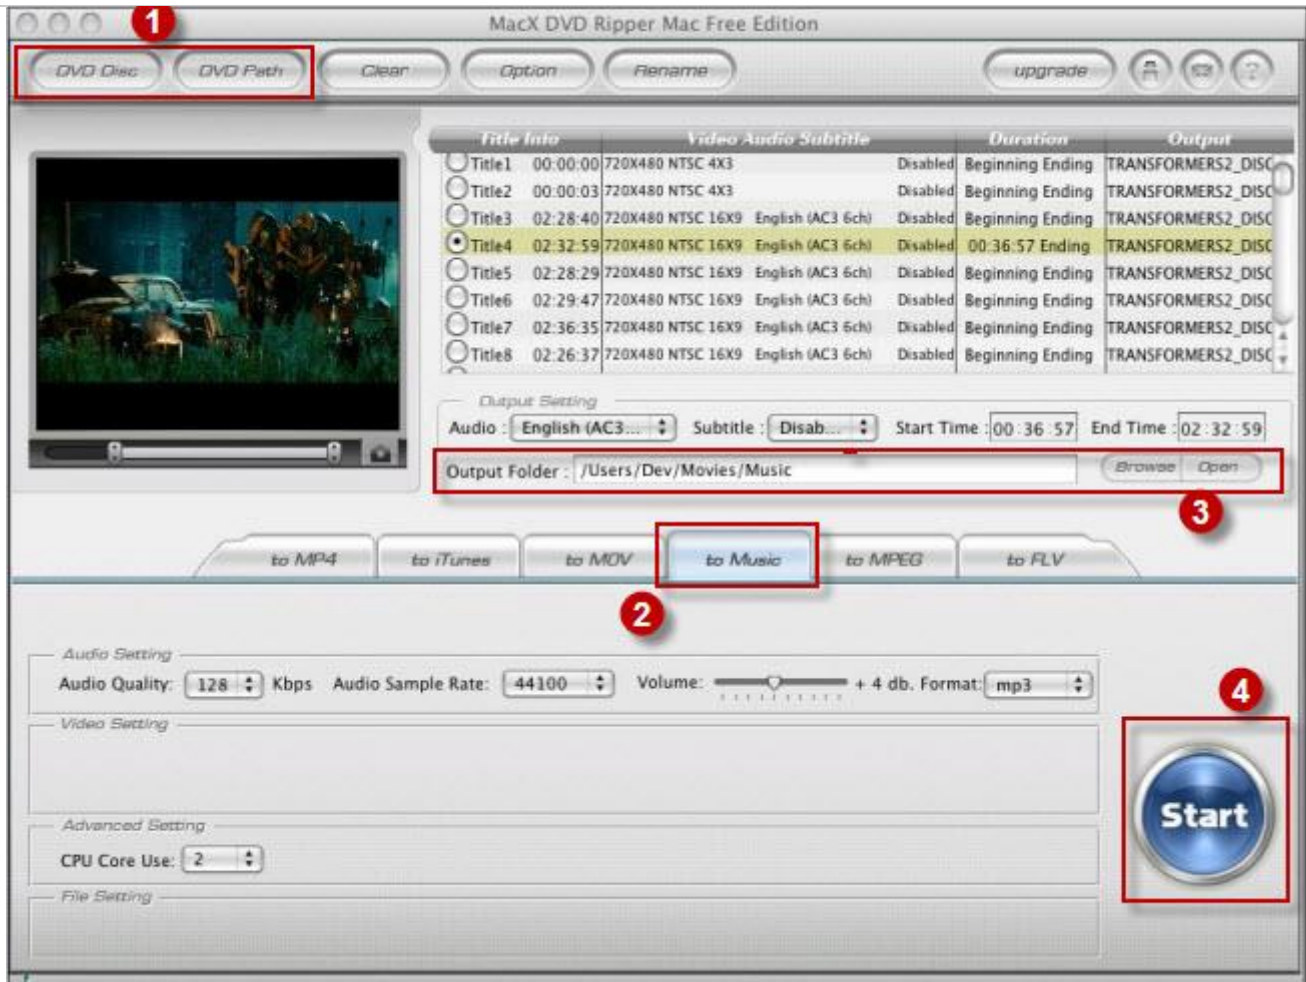 MacX DVD Ripper Mac Free Edition
1
DVD Disc DVD Path Clear Option Rename upgrade ?
Title Info Video Audio Subtitle Duration Output
Title1 00:00:00 720X480 NTSC 4X3 Disabled Beginning Ending TRANSFORMERS2_DISC
Title2 00:00:03 720X480 NTSC 4X3 Disabled Beginning Ending TRANSFORMERS2_DISC
Title3 02:28:40 720X480 NTSC 16X9 English (AC3 6ch) Disabled Beginning Ending TRANSFORMERS2_DISC
Title4 02:32:59 720X480 NTSC 16X9 English (AC3 6ch) Disabled 00:36:57 Ending TRANSFORMERS2_DISC
Title5 02:28:29 720X480 NTSC 16X9 English (AC3 6ch) Disabled Beginning Ending TRANSFORMERS2_DISC
Title6 02:29:47 720X480 NTSC 16X9 English (AC3 6ch) Disabled Beginning Ending TRANSFORMERS2_DISC
Title7 02:36:35 720X480 NTSC 16X9 English (AC3 6ch) Disabled Beginning Ending TRANSFORMERS2_DISC
Title8 02:26:37 720X480 NTSC 16X9 English (AC3 6ch) Disabled Beginning Ending TRANSFORMERS2_DISC
Output Setting
Audio : English (AC3... Subtitle : Disab... Start Time : 00:36:57 End Time : 02:32:59
Output Folder : /Users/Dev/Movies/Music Browse Open
3
to MP4 to iTunes to MOV to Music to MPEG to FLV
2
Audio Setting
Audio Quality: 128 Kbps Audio Sample Rate: 44100 Volume: + 4 db. Format: mp3
4
Video Setting
Start
Advanced Setting
CPU Core Use: 2
File Setting